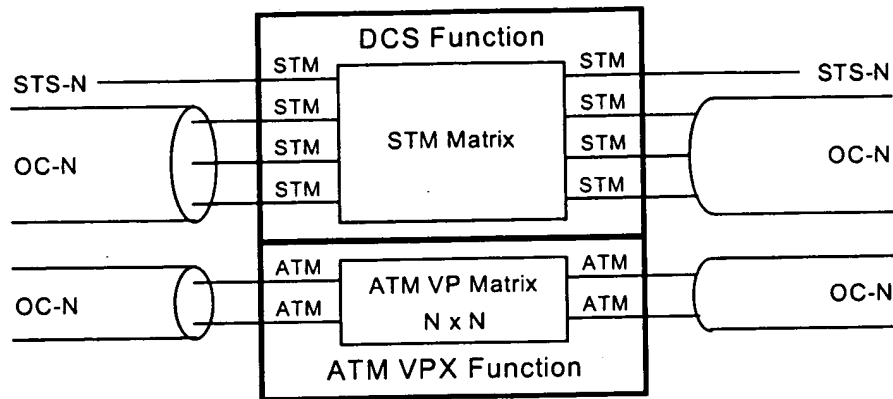 DCS Function
STS-N STM STM STS-N
STM STM
OC-N STM STM Matrix STM OC-N
STM STM
ATM ATM VP Matrix ATM
OC-N ATM N x N ATM OC-N
ATM VPX Function